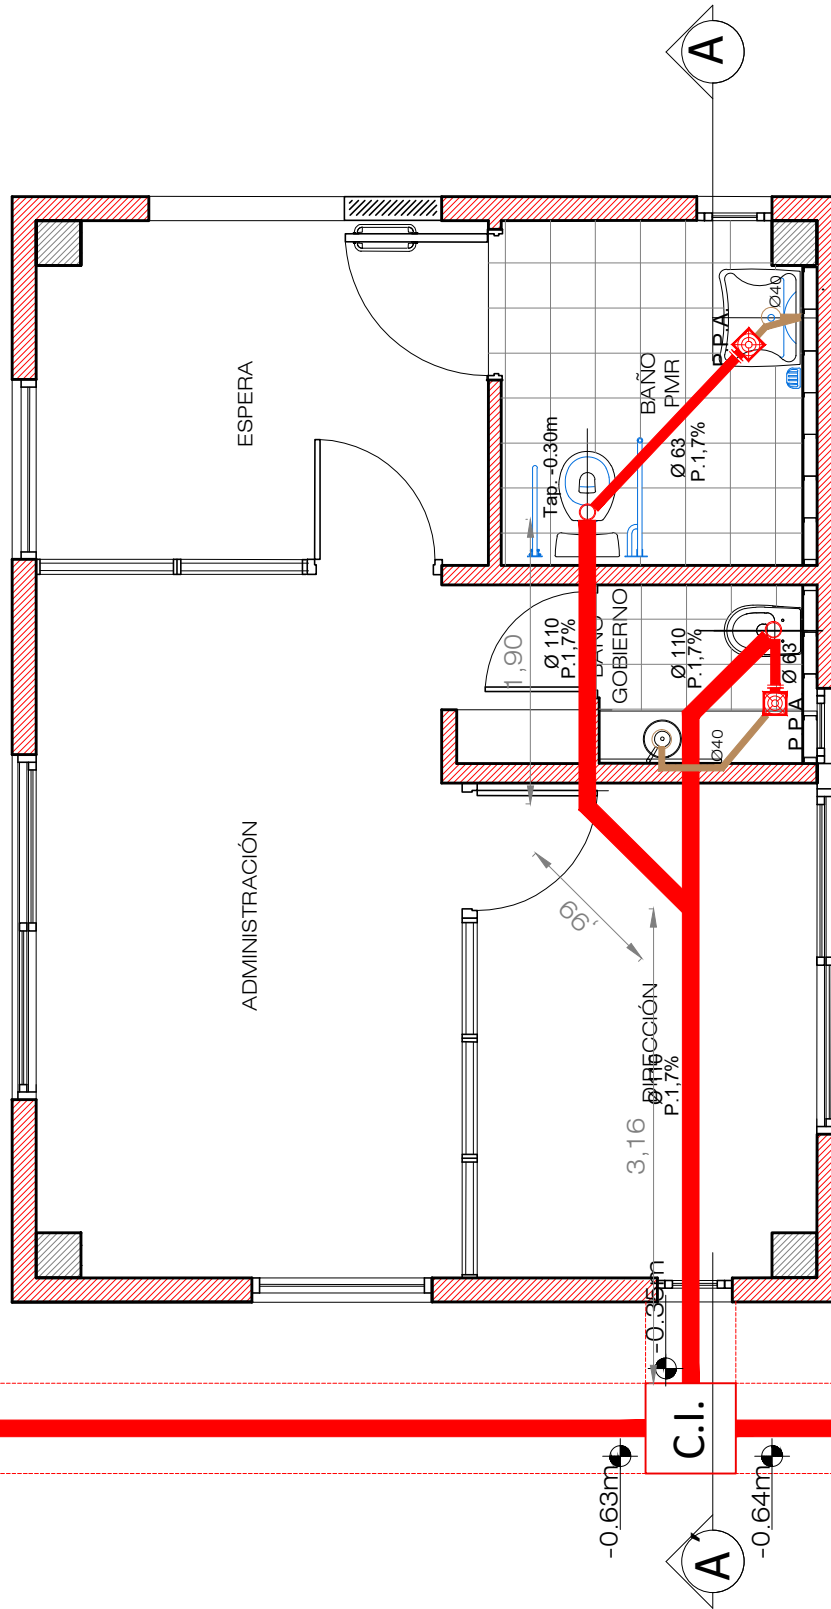 A
ESPERA
P.P.A.
Ø40
BAÑO
PMR
Tap. -0.30m
Ø 63
P.1,7%
1,90
Ø 110
P.1,7%
BAÑO
GOBIERNO
Ø 110
P.1,7%
Ø 63
P.P.A
Ø40
ADMINISTRACIÓN
,99
DIRECCIÓN
Ø 110
P.1,7%
3,16
-0.35m
C.I.
-0.63m
-0.64m
A´